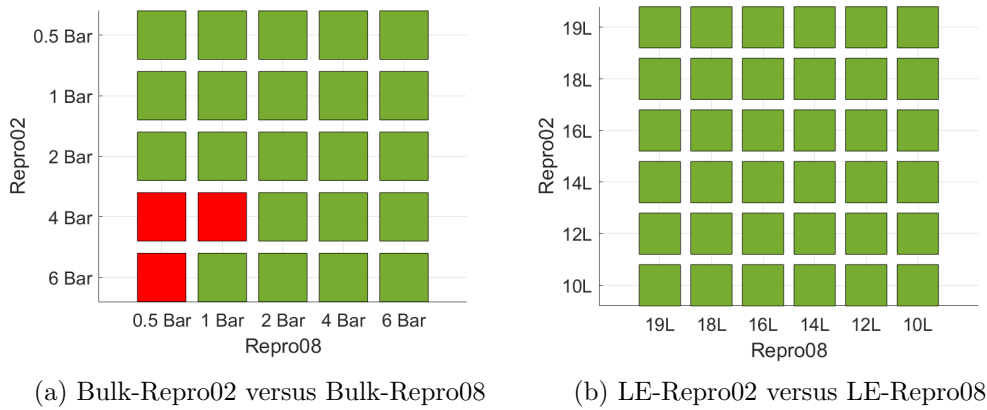 0.5 Bar
1 Bar
2 Bar
4 Bar
6 Bar
Repro02
0.5 Bar 1 Bar 2 Bar 4 Bar 6 Bar
Repro08
(a) Bulk-Repro02 versus Bulk-Repro08
19L
18L
16L
14L
12L
10L
Repro02
19L 18L 16L 14L 12L 10L
Repro08
(b) LE-Repro02 versus LE-Repro08